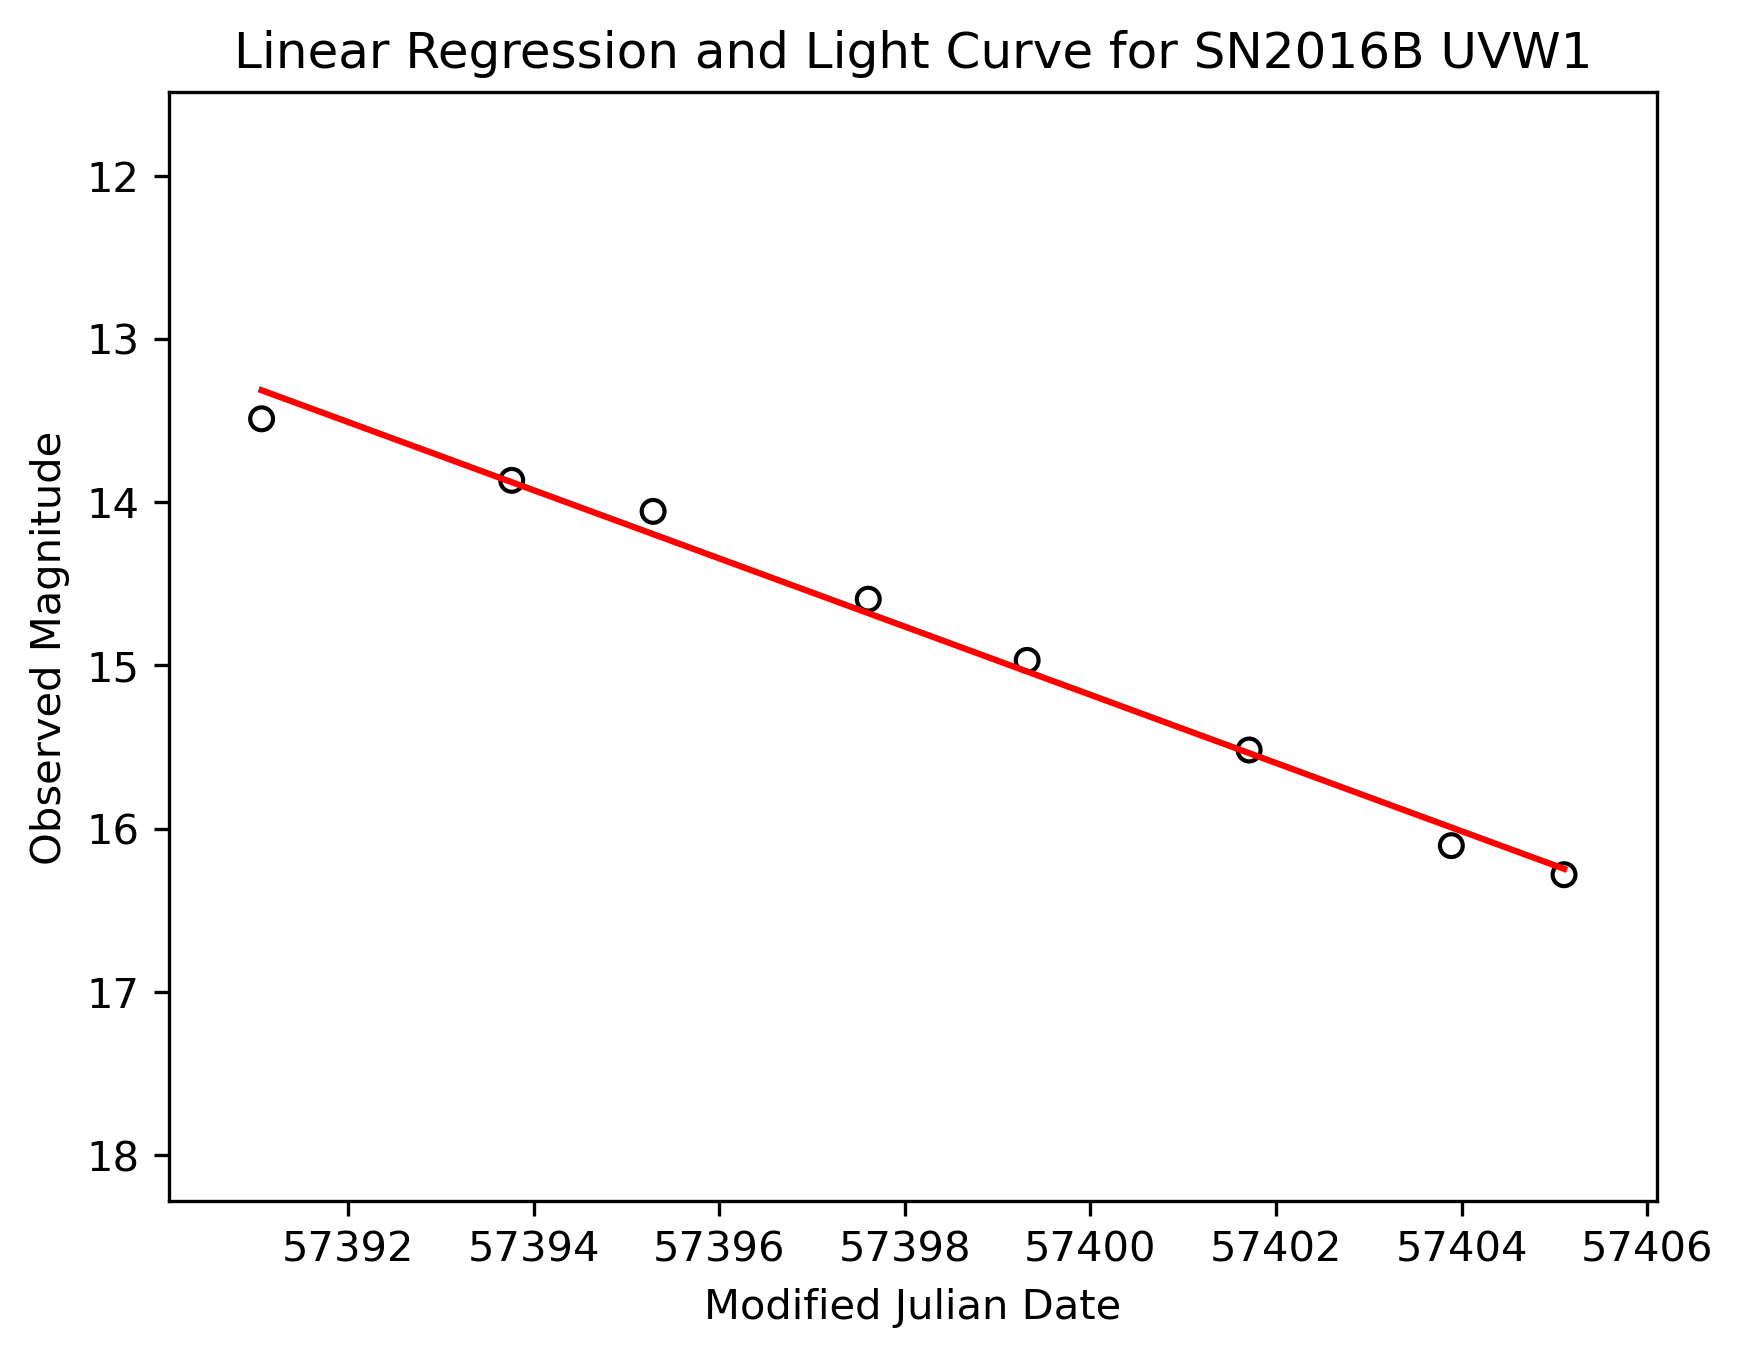 Linear Regression and Light Curve for SN2016B UVW1
12
13
14
15
16
17
18
Observed Magnitude
57392 57394 57396 57398 57400 57402 57404 57406
Modified Julian Date